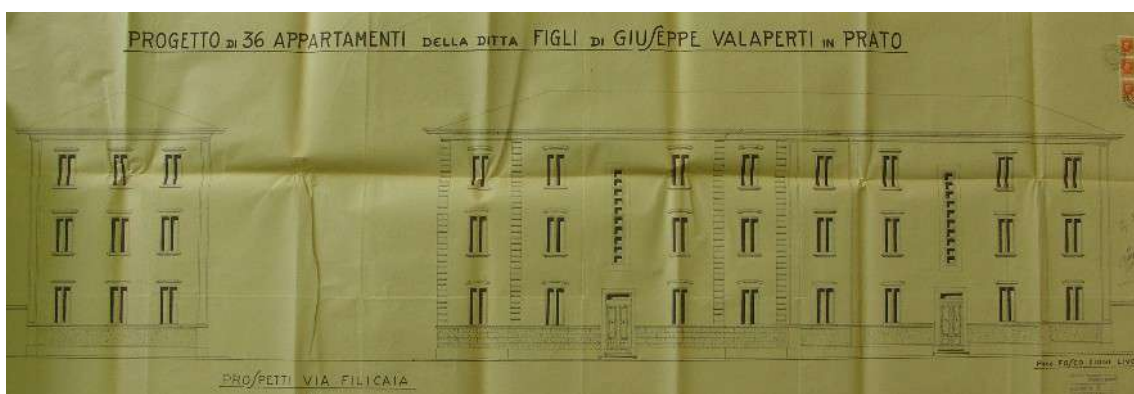 PROGETTO DI 36 APPARTAMENTI DELLA DITTA FIGLI DI GIUSEPPE VALAPERTI IN PRATO
PROSPETTI VIA FILICAIA